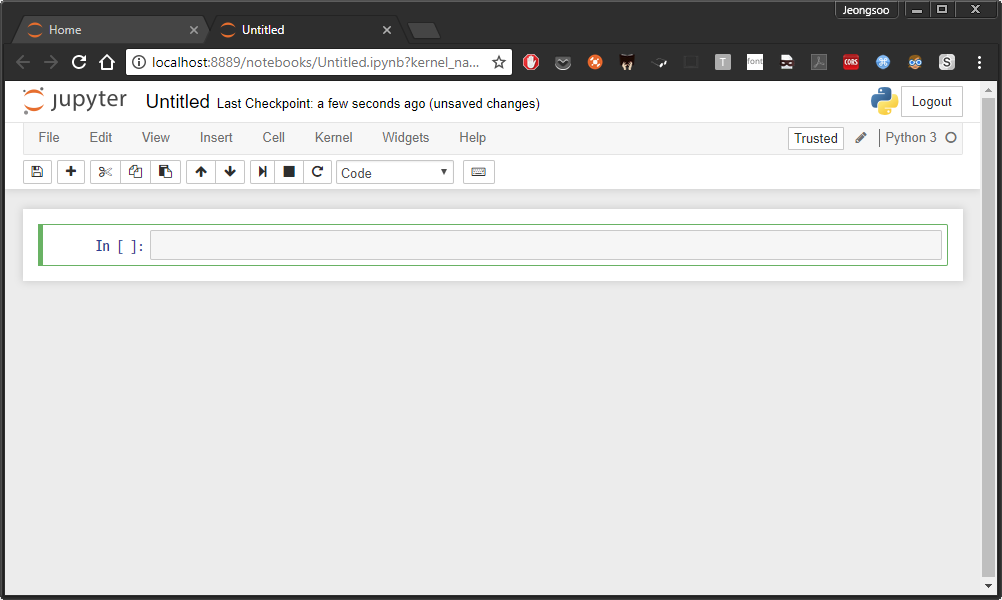 Jeongsoo
Home
Untitled
localhost:8889/notebooks/Untitled.ipynb?kernel_na...
T
font
CORS
S
jupyter Untitled Last Checkpoint: a few seconds ago (unsaved changes)
Logout
File Edit View Insert Cell Kernel Widgets Help
Trusted
Python 3
Code
In [ ]: